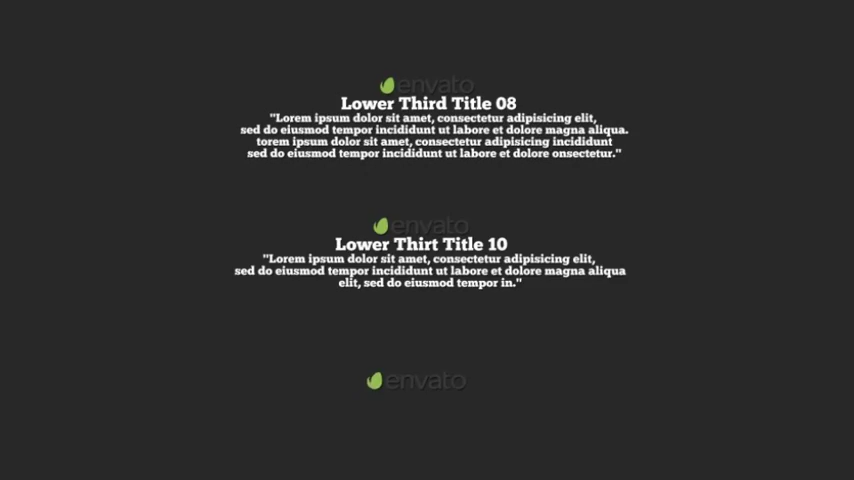 envato
Lower Third Title 08
"Lorem ipsum dolor sit amet, consectetur adipisicing elit,
sed do eiusmod tempor incididunt ut labore et dolore magna aliqua.
torem ipsum dolor sit amet, consectetur adipisicing incididunt
sed do eiusmod tempor incididunt ut labore et dolore onsectetur."
envato
Lower Thirt Title 10
"Lorem ipsum dolor sit amet, consectetur adipisicing elit,
sed do eiusmod tempor incididunt ut labore et dolore magna aliqua
elit, sed do eiusmod tempor in."
envato